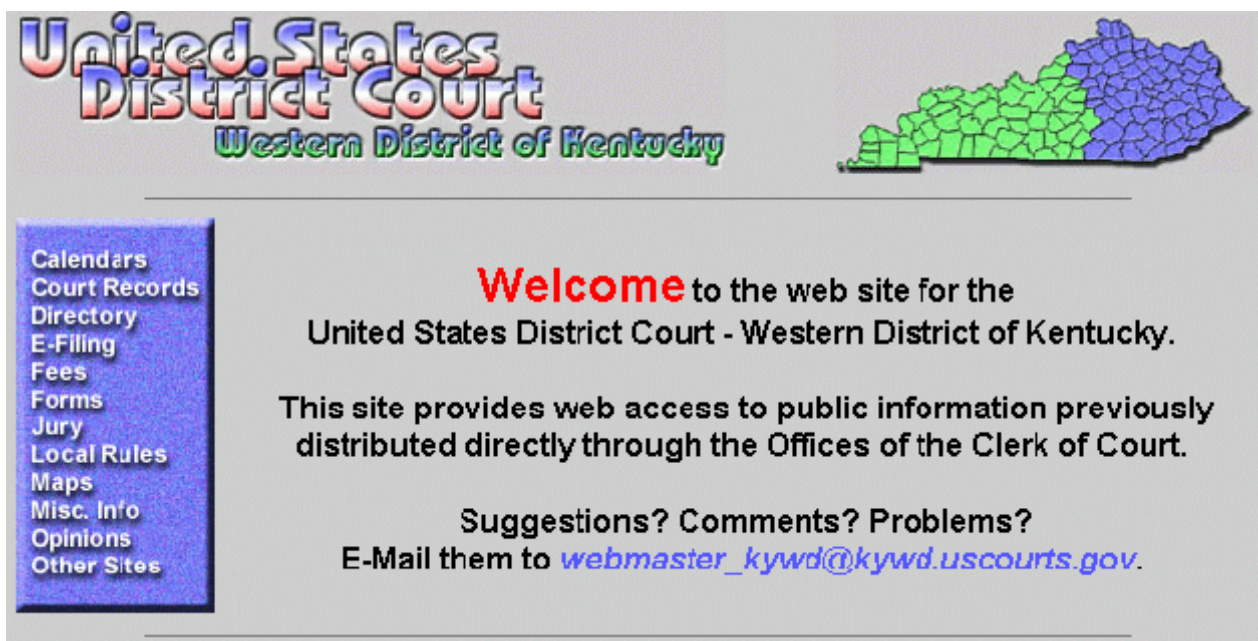 United States
District Court
Western District of Kentucky
Calendars
Court Records
Directory
E-Filing
Fees
Forms
Jury
Local Rules
Maps
Misc. Info
Opinions
Other Sites
Welcome to the web site for the
United States District Court - Western District of Kentucky.
This site provides web access to public information previously
distributed directly through the Offices of the Clerk of Court.
Suggestions? Comments? Problems?
E-Mail them to webmaster_kywd@kywd.uscourts.gov.